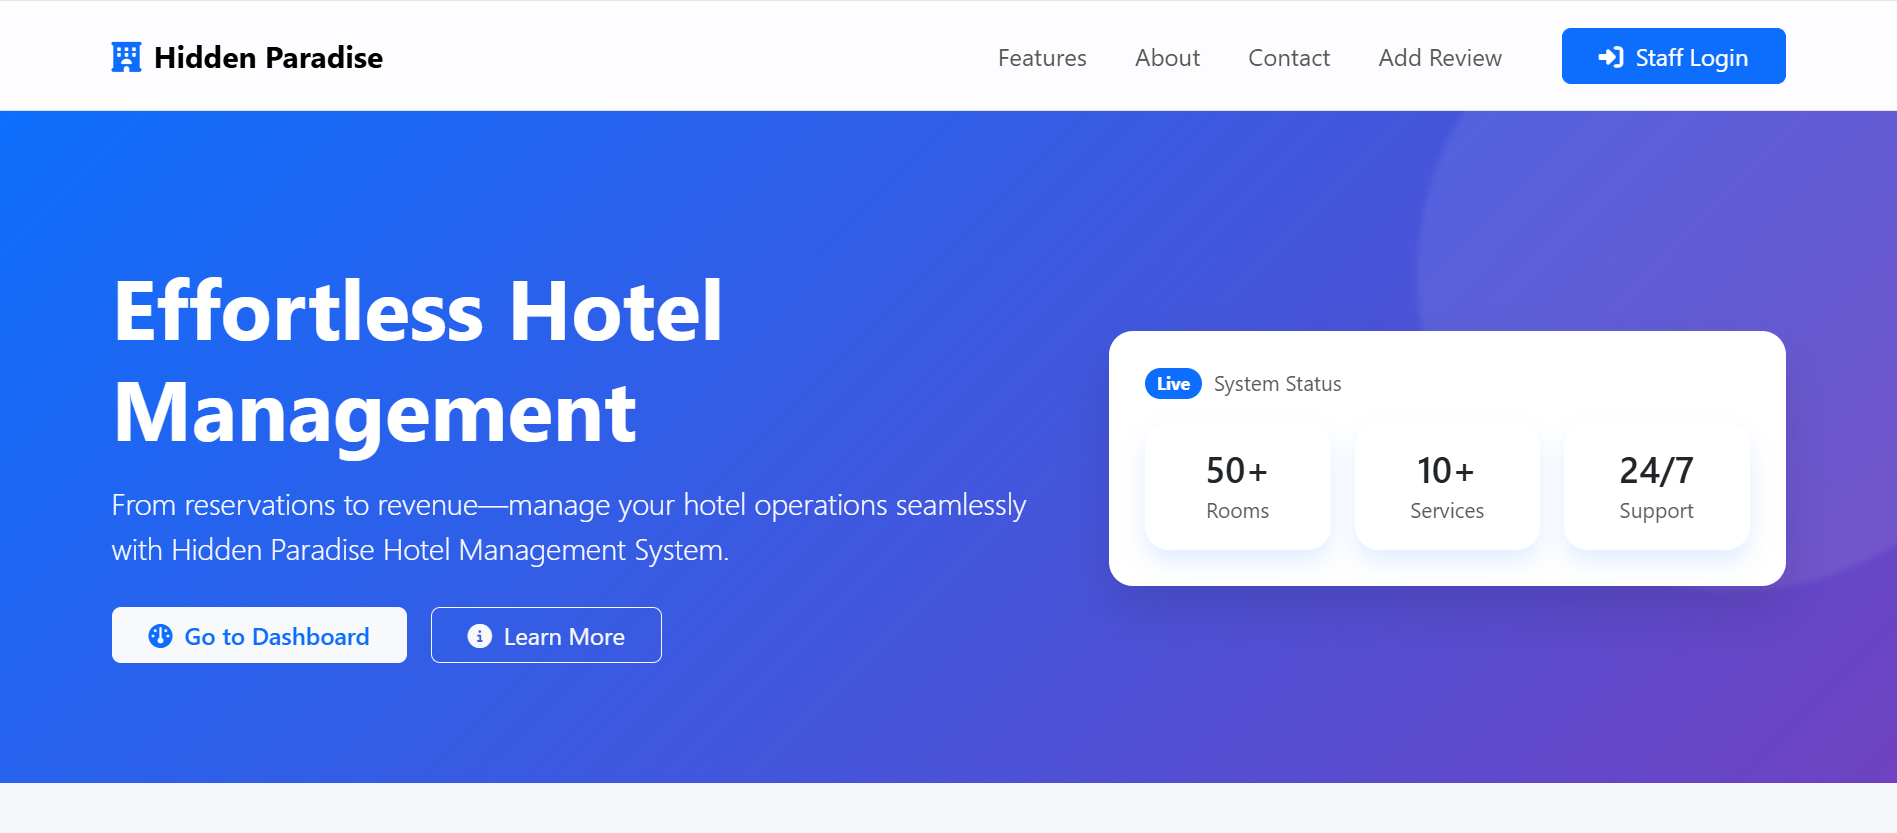 Hidden Paradise
Features
About
Contact
Add Review
Staff Login
Effortless Hotel
Management
From reservations to revenue—manage your hotel operations seamlessly
with Hidden Paradise Hotel Management System.
Go to Dashboard
Learn More
Live System Status
50+
Rooms
10+
Services
24/7
Support